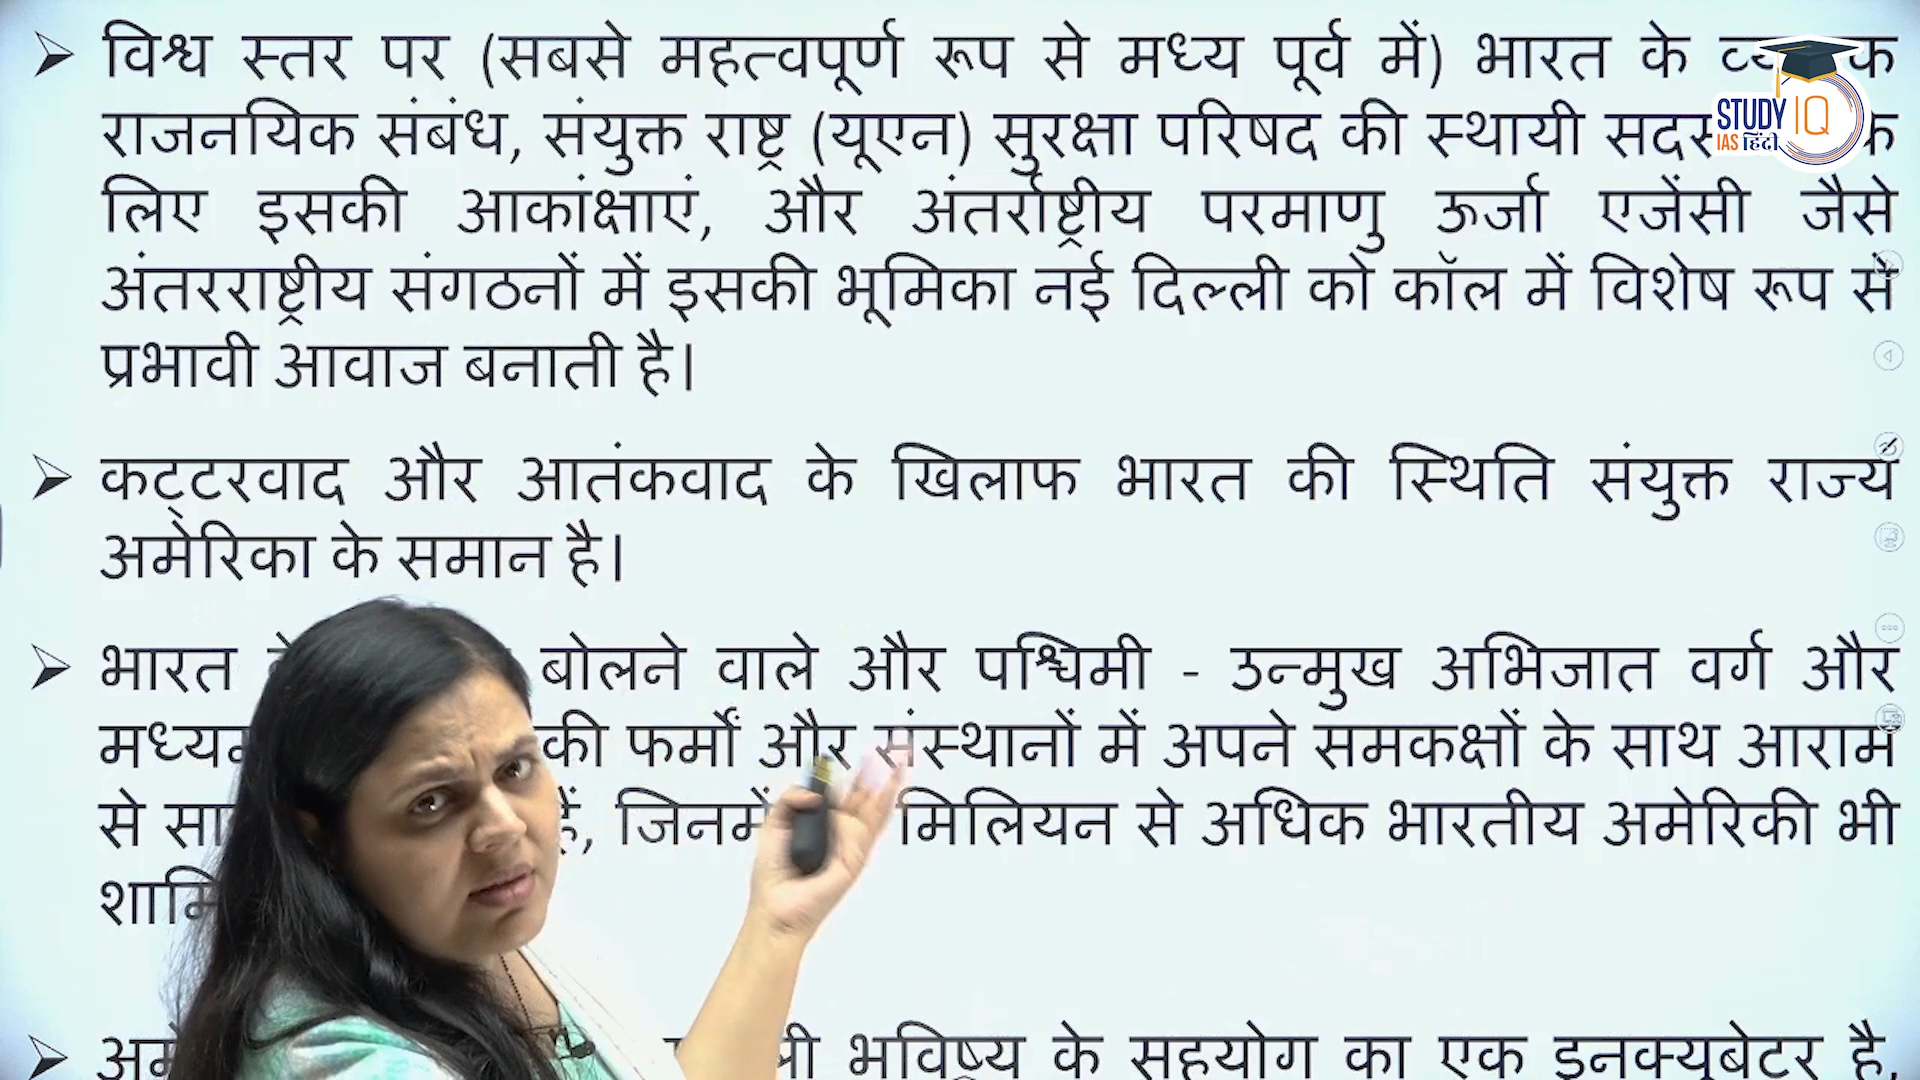 विश्व स्तर पर (सबसे महत्वपूर्ण रूप से मध्य पूर्व में) भारत के
राजनयिक संबंध, संयुक्त राष्ट्र (यूएन) सुरक्षा परिषद की स्थायी
लिए इसकी आकांक्षाएं, और अंतर्राष्ट्रीय परमाणु ऊर्जा एजेंसी जैसे
अंतरराष्ट्रीय संगठनों में इसकी भूमिका नई दिल्ली को कॉल में विशेष रूप से
प्रभावी आवाज बनाती है।
कट्टरवाद और आतंकवाद के खिलाफ भारत की स्थिति संयुक्त राज्य
अमेरिका के समान है।
भारत बोलने वाले और पश्चिमी - उन्मुख अभिजात वर्ग और
की फर्मों और संस्थानों में अपने समकक्षों के साथ आराम
से हैं, जिनमें मिलियन से अधिक भारतीय अमेरिकी भी
भविष्य के सहयोग का एक इनक्यूबेटर है,
STUDY IQ
IAS हिंदी